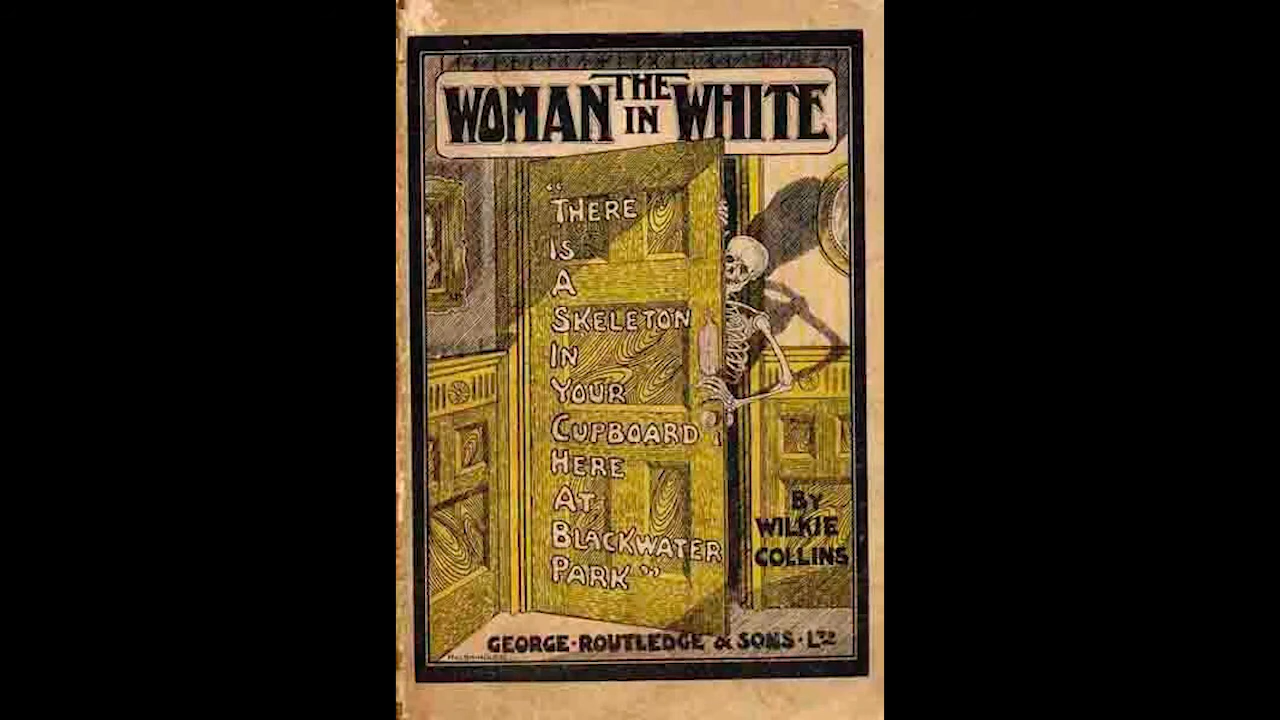 THE
WOMAN IN WHITE
"THERE
IS
A
SKELETON
IN
YOUR
CUPBOARD
HERE
AT
BLACKWATER
PARK"
BY
WILKIE
COLLINS
GEORGE·ROUTLEDGE & SONS·LTD